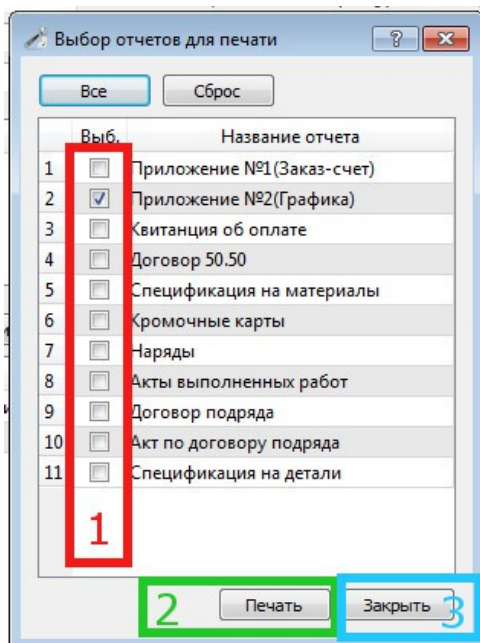 Выбор отчетов для печати
Все Сброс
Выб. Название отчета
1 Приложение №1(Заказ-счет)
2 Приложение №2(Графика)
3 Квитанция об оплате
4 Договор 50.50
5 Спецификация на материалы
6 Кромочные карты
7 Наряды
8 Акты выполненных работ
9 Договор подряда
10 Акт по договору подряда
11 Спецификация на детали
1
2 Печать Закрыть 3